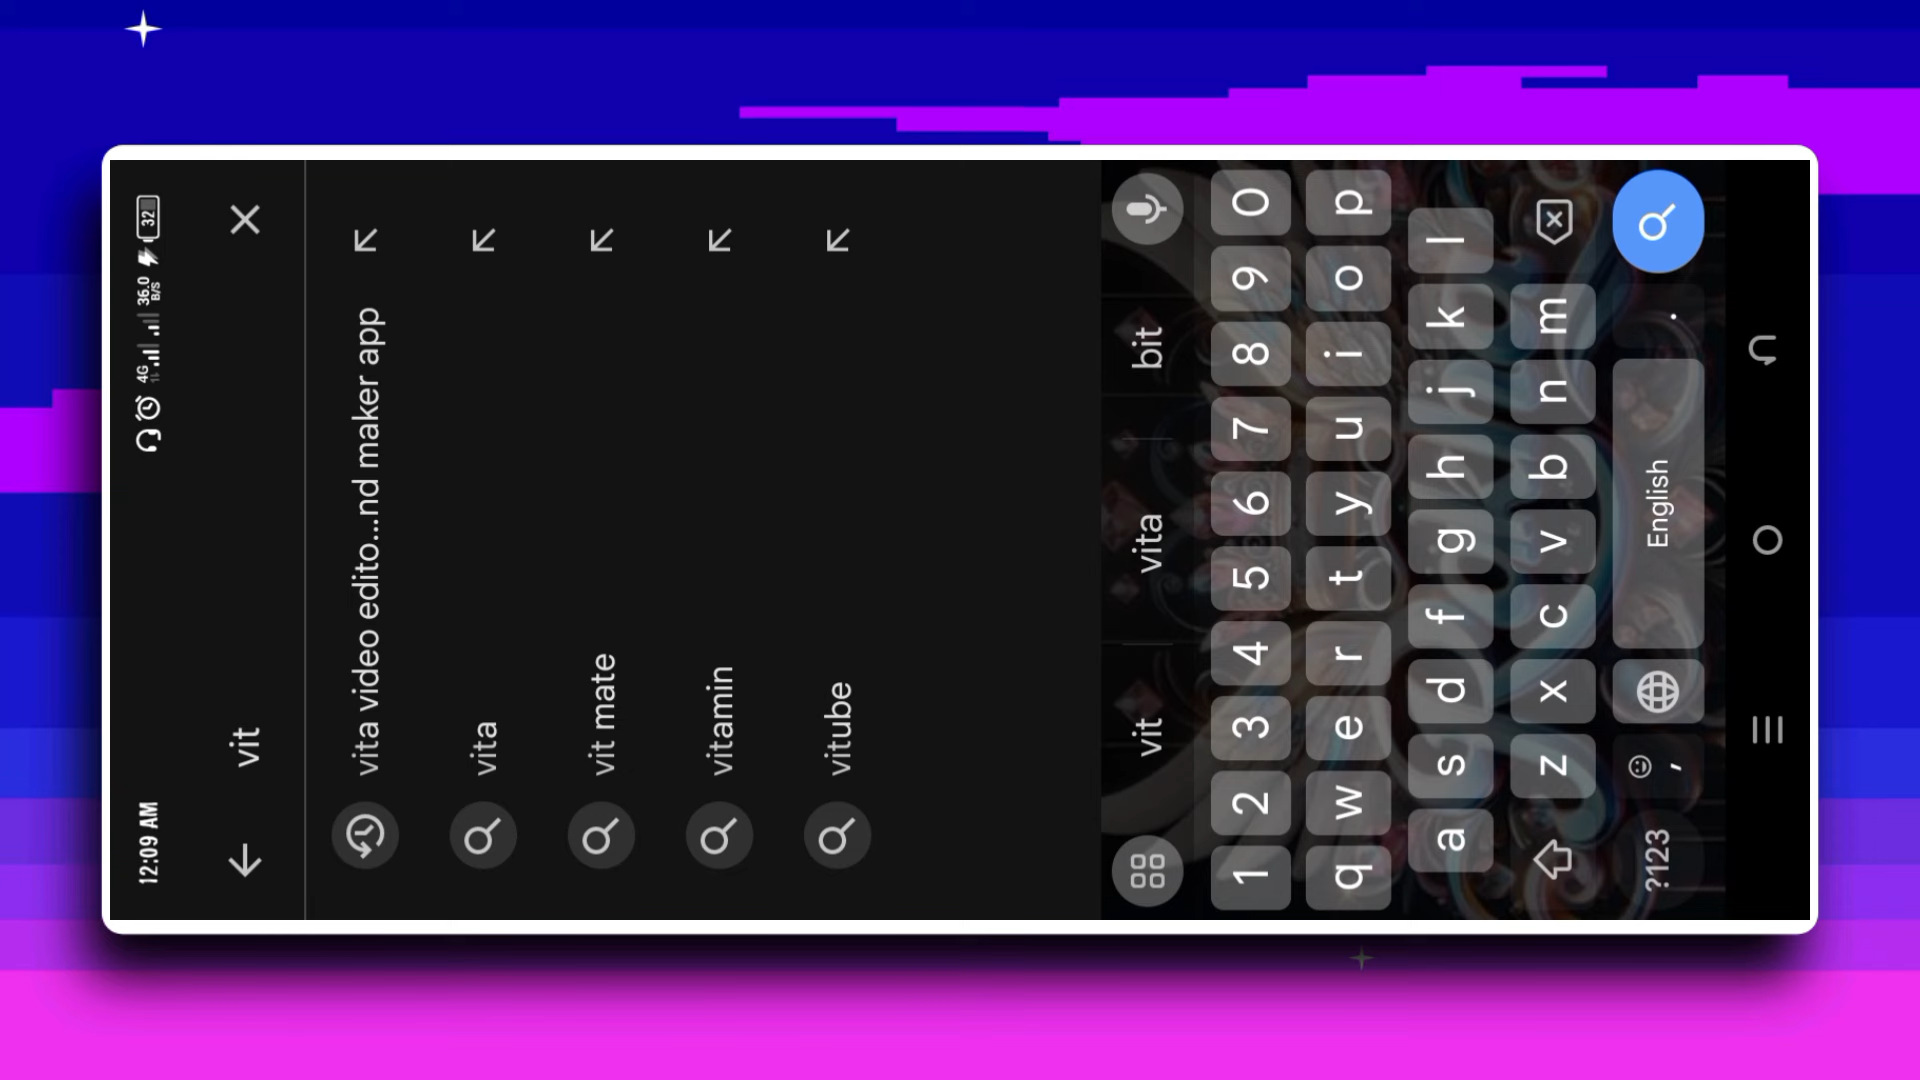 12:09 AM
4G 36.0 B/S 32
vit
vita video edito...nd maker app
vita
vit mate
vitamin
vitube
vit vita bit
1 2 3 4 5 6 7 8 9 0
q w e r t y u i o p
a s d f g h j k l
z x c v b n m
?123 , English .